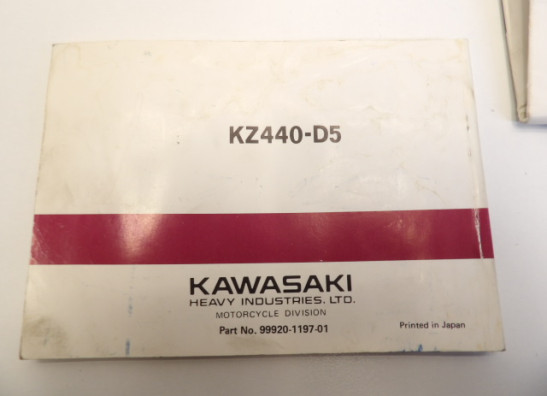 KZ440-D5
KAWASAKI
HEAVY INDUSTRIES, LTD.
MOTORCYCLE DIVISION
Part No. 99920-1197-01
Printed in Japan